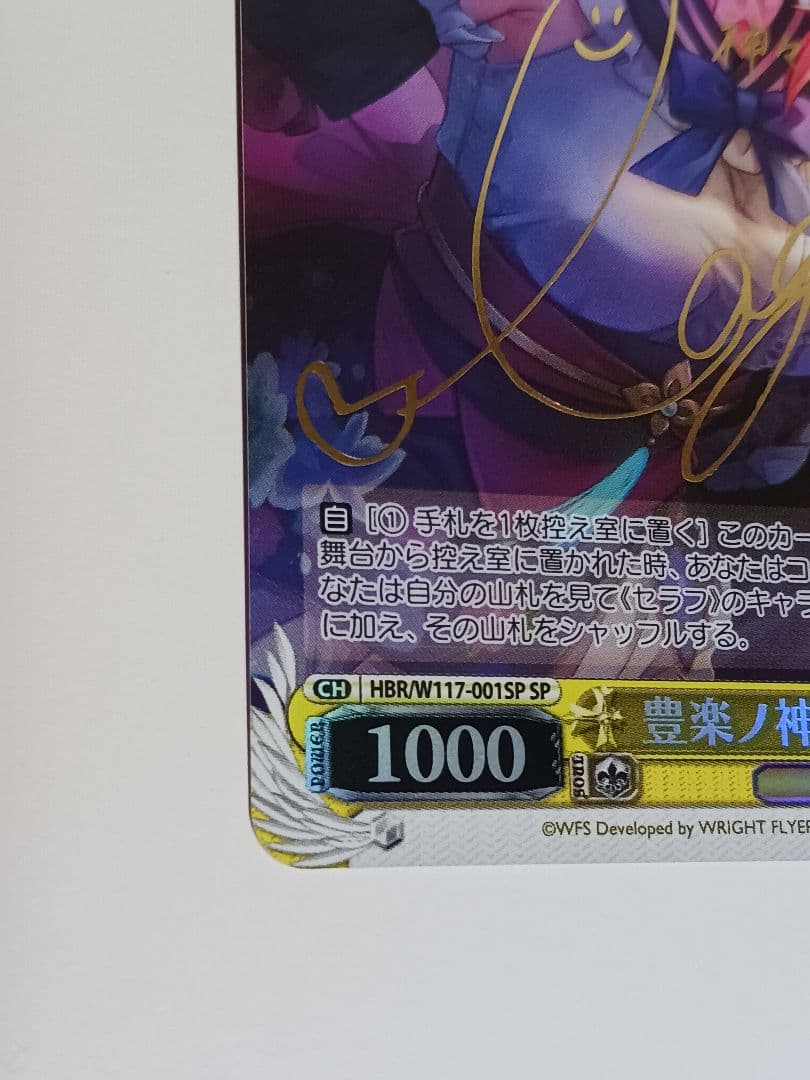 神々
自 [① 手札を1枚控え室に置く] このカー
舞台から控え室に置かれた時、あなたはコ
なたは自分の山札を見て《セラフ》のキャラ
に加え、その山札をシャッフルする。
CH HBR/W117-001SP SP
豊楽ノ神
POWER 1000
SOUL
©WFS Developed by WRIGHT FLYER